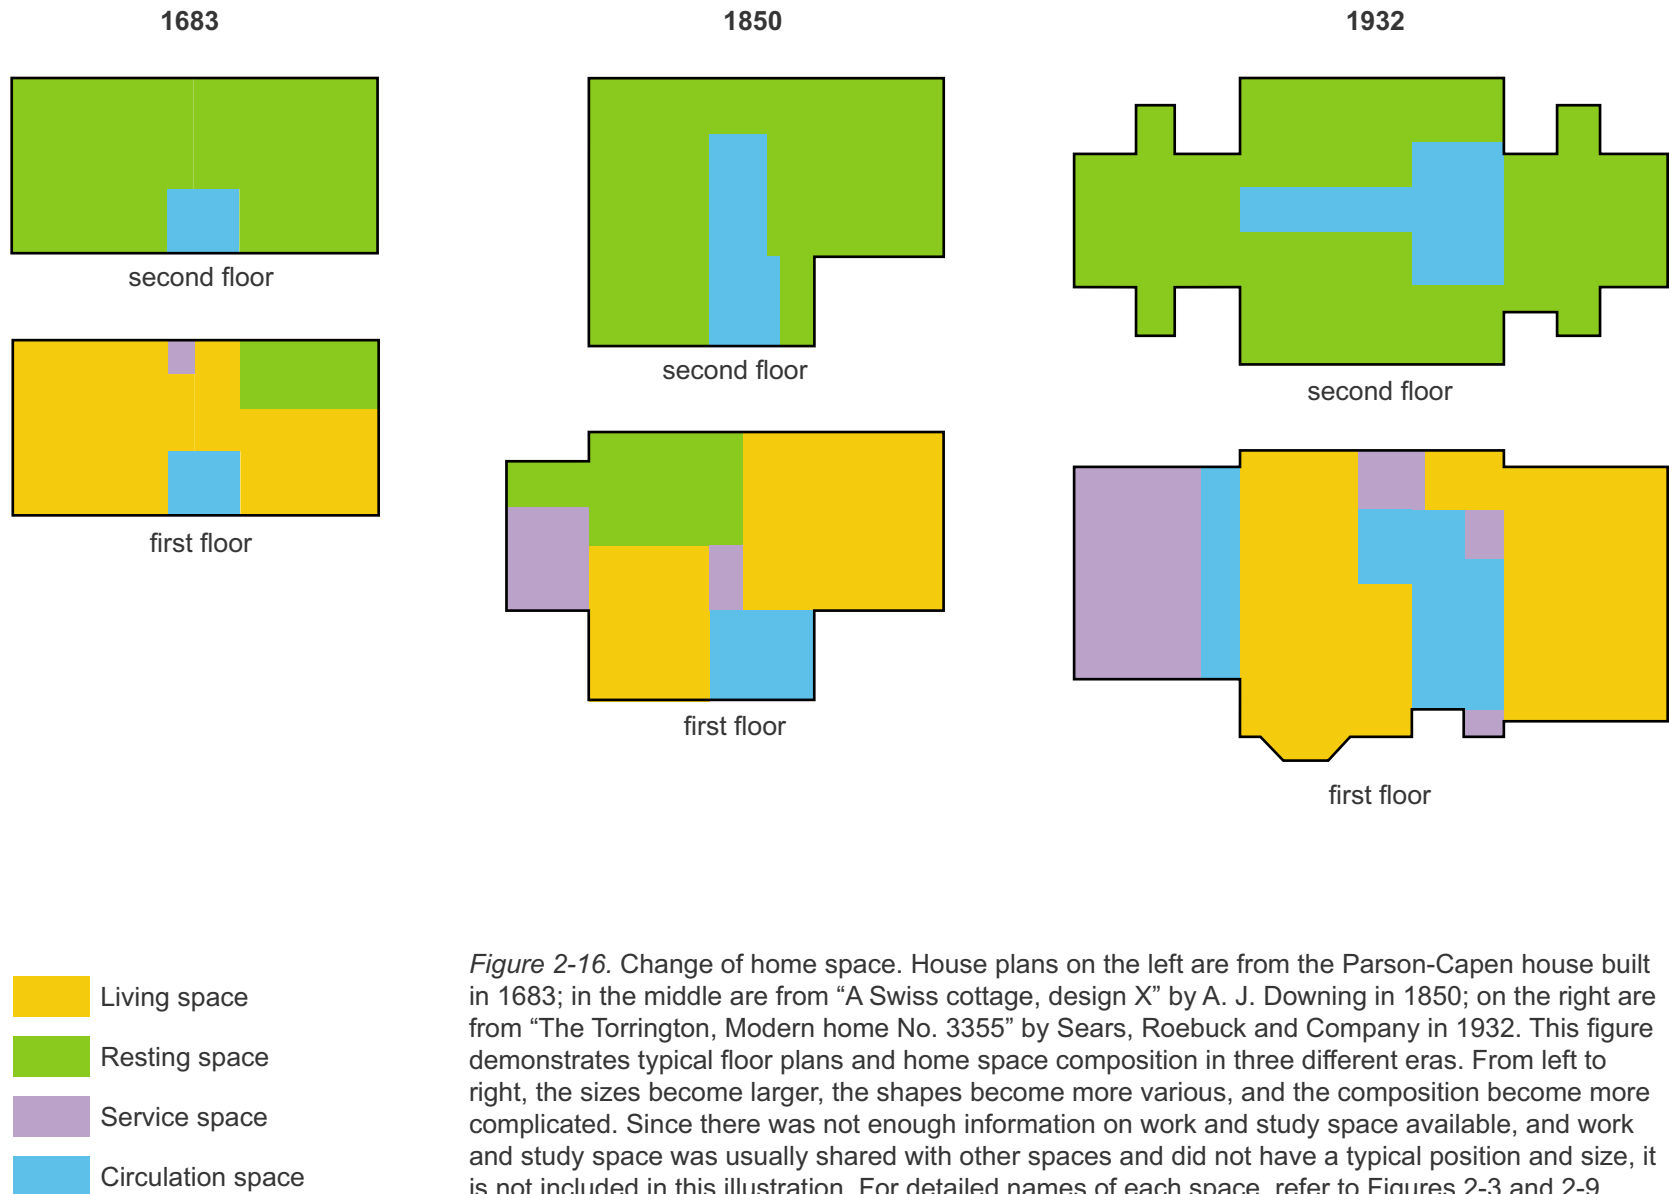 1683
1850
1932
second floor
first floor
second floor
first floor
second floor
first floor
Living space
Resting space
Service space
Circulation space
Figure 2-16. Change of home space. House plans on the left are from the Parson-Capen house built
in 1683; in the middle are from “A Swiss cottage, design X” by A. J. Downing in 1850; on the right are
from “The Torrington, Modern home No. 3355” by Sears, Roebuck and Company in 1932. This figure
demonstrates typical floor plans and home space composition in three different eras. From left to
right, the sizes become larger, the shapes become more various, and the composition become more
complicated. Since there was not enough information on work and study space available, and work
and study space was usually shared with other spaces and did not have a typical position and size, it
is not included in this illustration. For detailed names of each space, refer to Figures 2-3 and 2-9